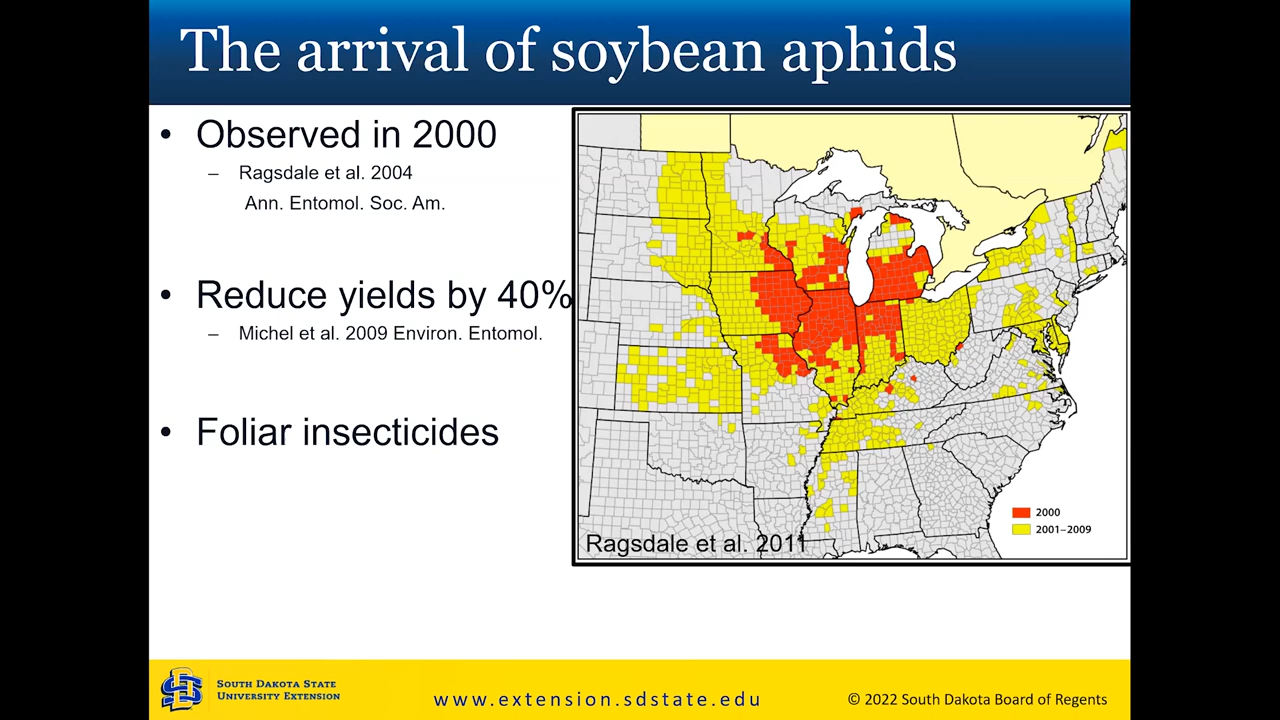 The arrival of soybean aphids
• Observed in 2000
– Ragsdale et al. 2004
Ann. Entomol. Soc. Am.
• Reduce yields by 40%
– Michel et al. 2009 Environ. Entomol.
• Foliar insecticides
2000
2001–2009
Ragsdale et al. 2011
SOUTH DAKOTA STATE
UNIVERSITY EXTENSION
www.extension.sdstate.edu
© 2022 South Dakota Board of Regents